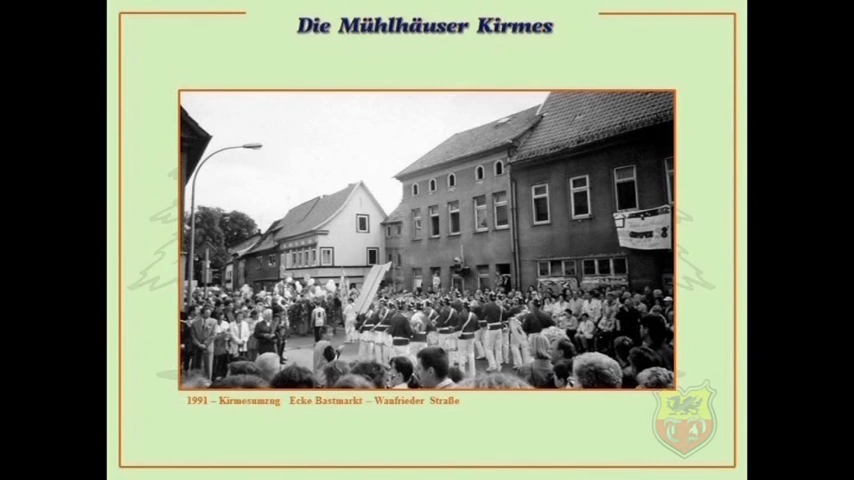 Die Mühlhäuser Kirmes
1991 – Kirmesumzug Ecke Bastmarkt – Wanfrieder Straße